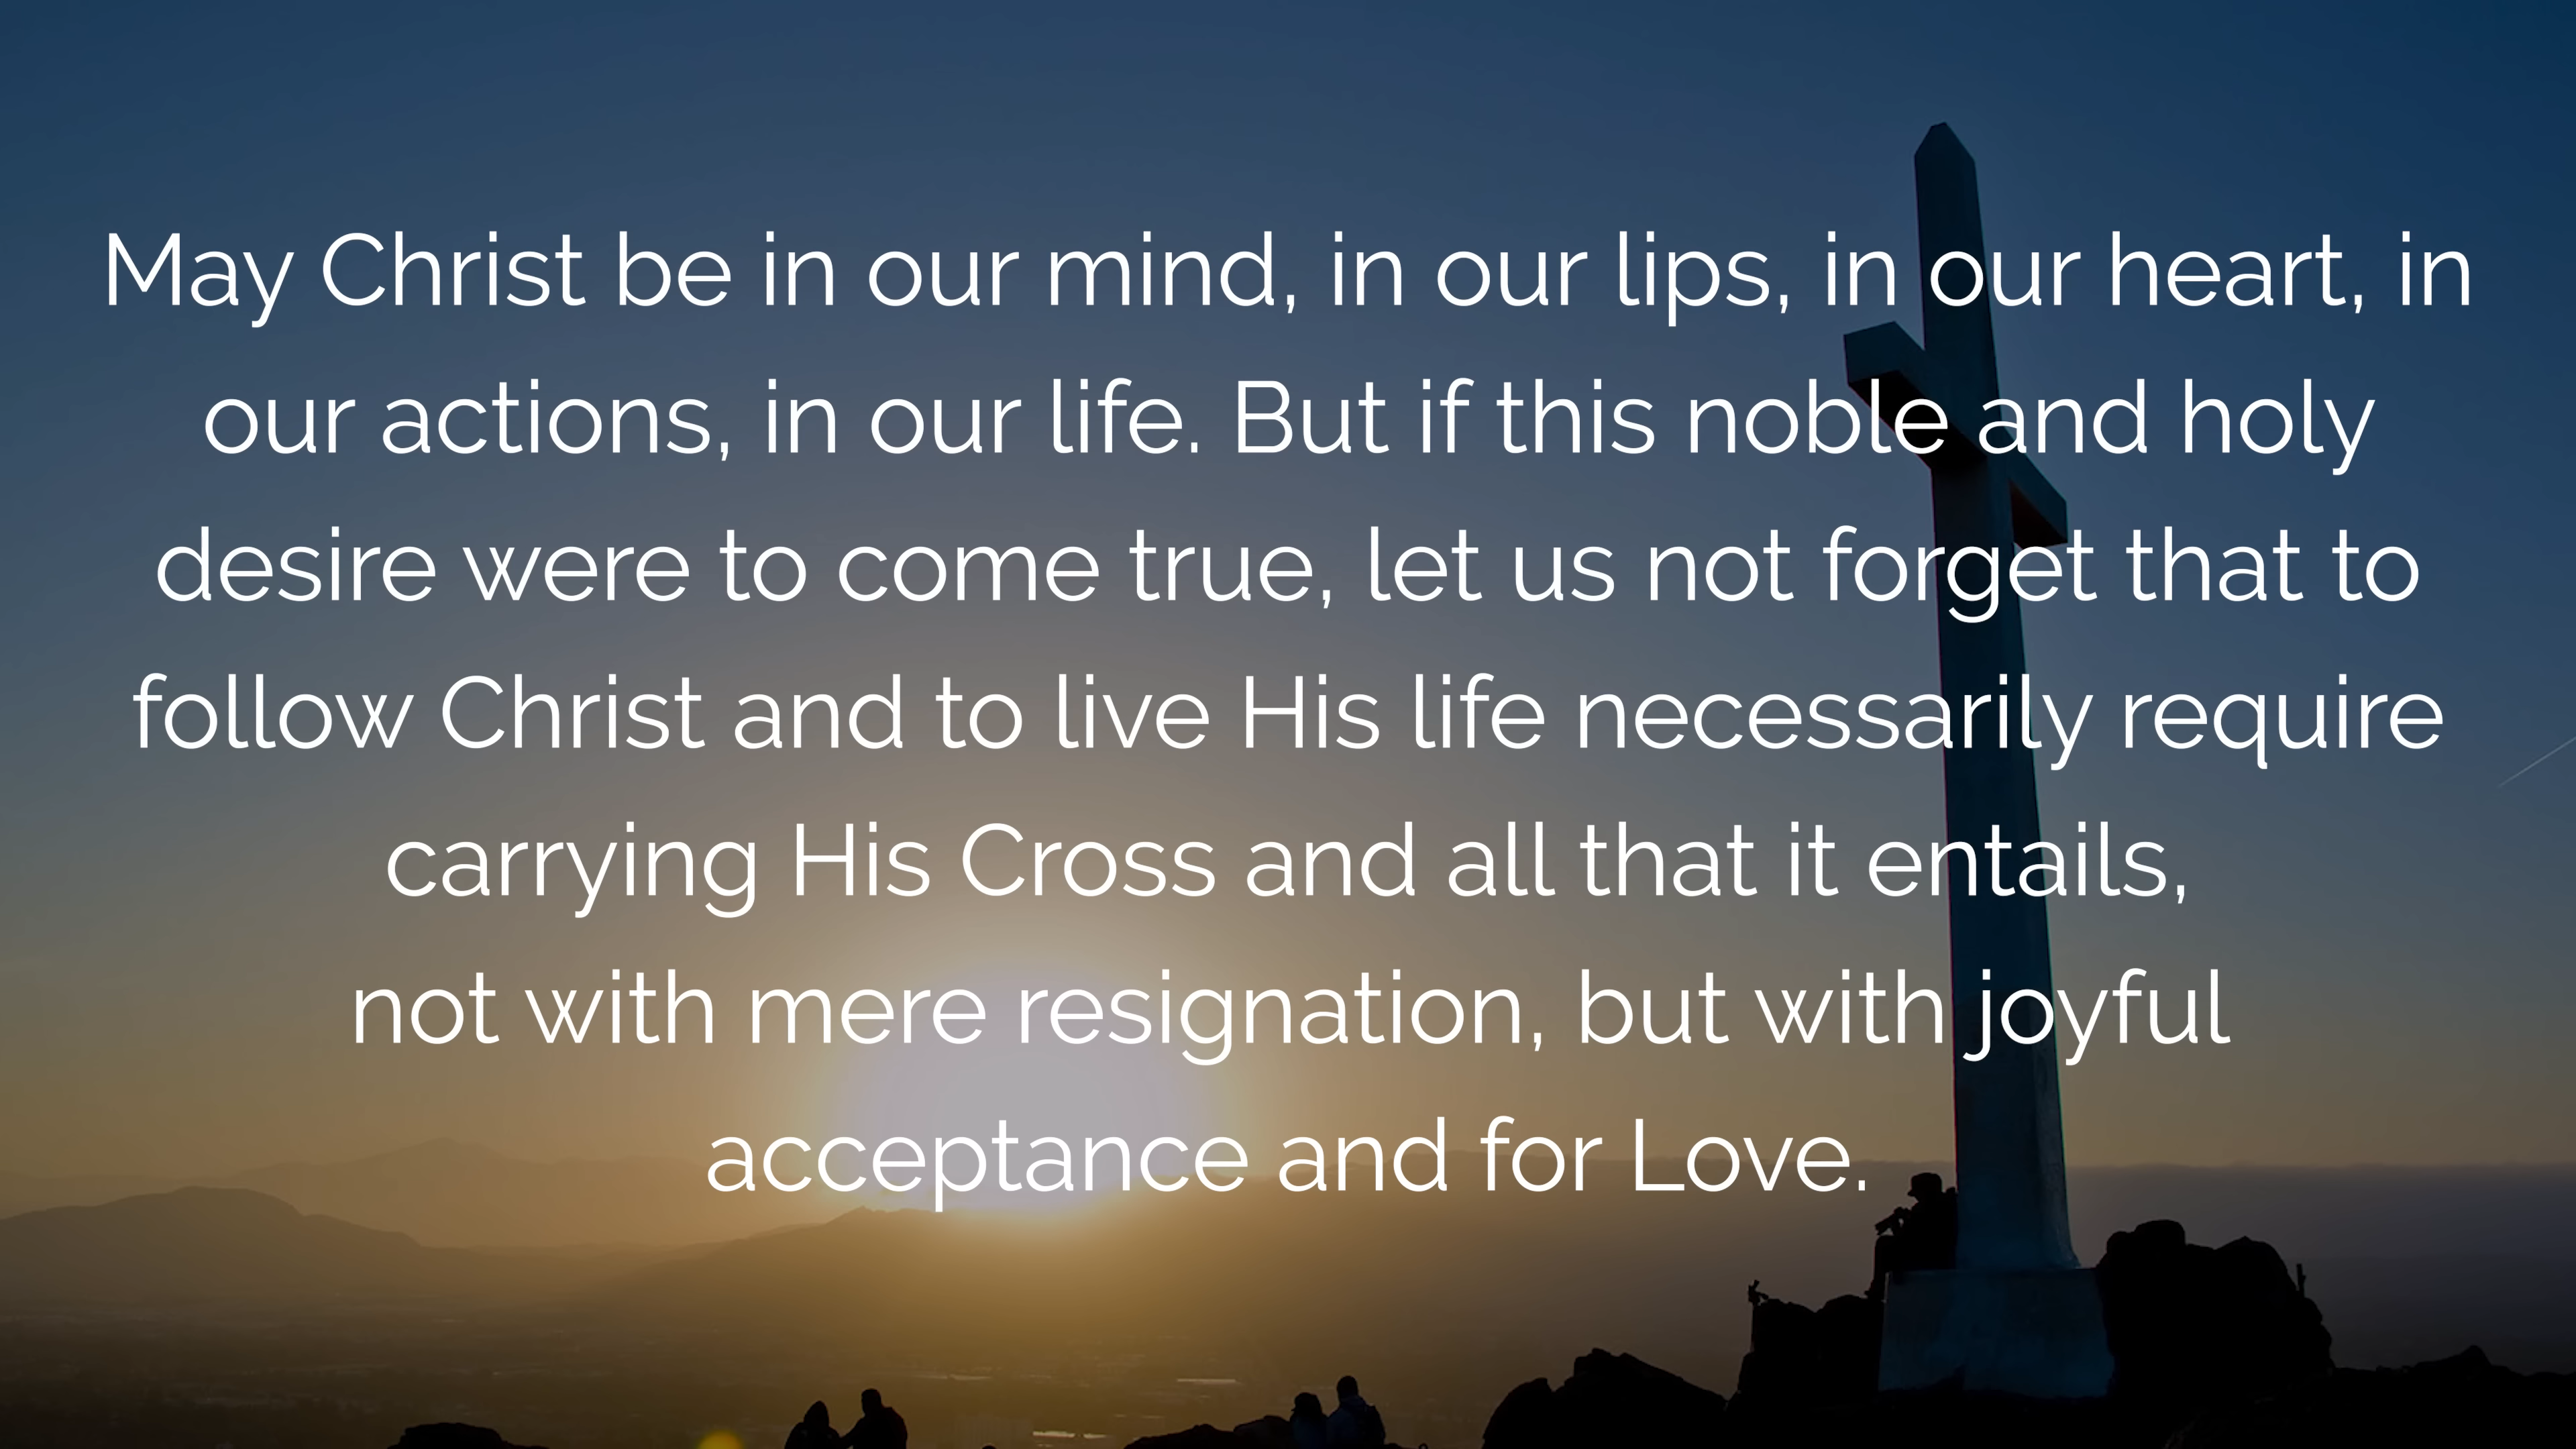 May Christ be in our mind, in our lips, in our heart, in
our actions, in our life. But if this noble and holy
desire were to come true, let us not forget that to
follow Christ and to live His life necessarily require
carrying His Cross and all that it entails,
not with mere resignation, but with joyful
acceptance and for Love.